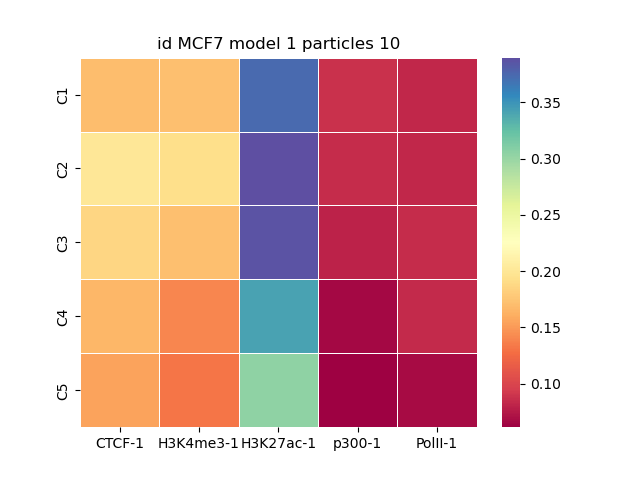 id MCF7 model 1 particles 10
C1
C2
C3
C4
C5
CTCF-1 H3K4me3-1 H3K27ac-1 p300-1 PolII-1
0.35
0.30
0.25
0.20
0.15
0.10